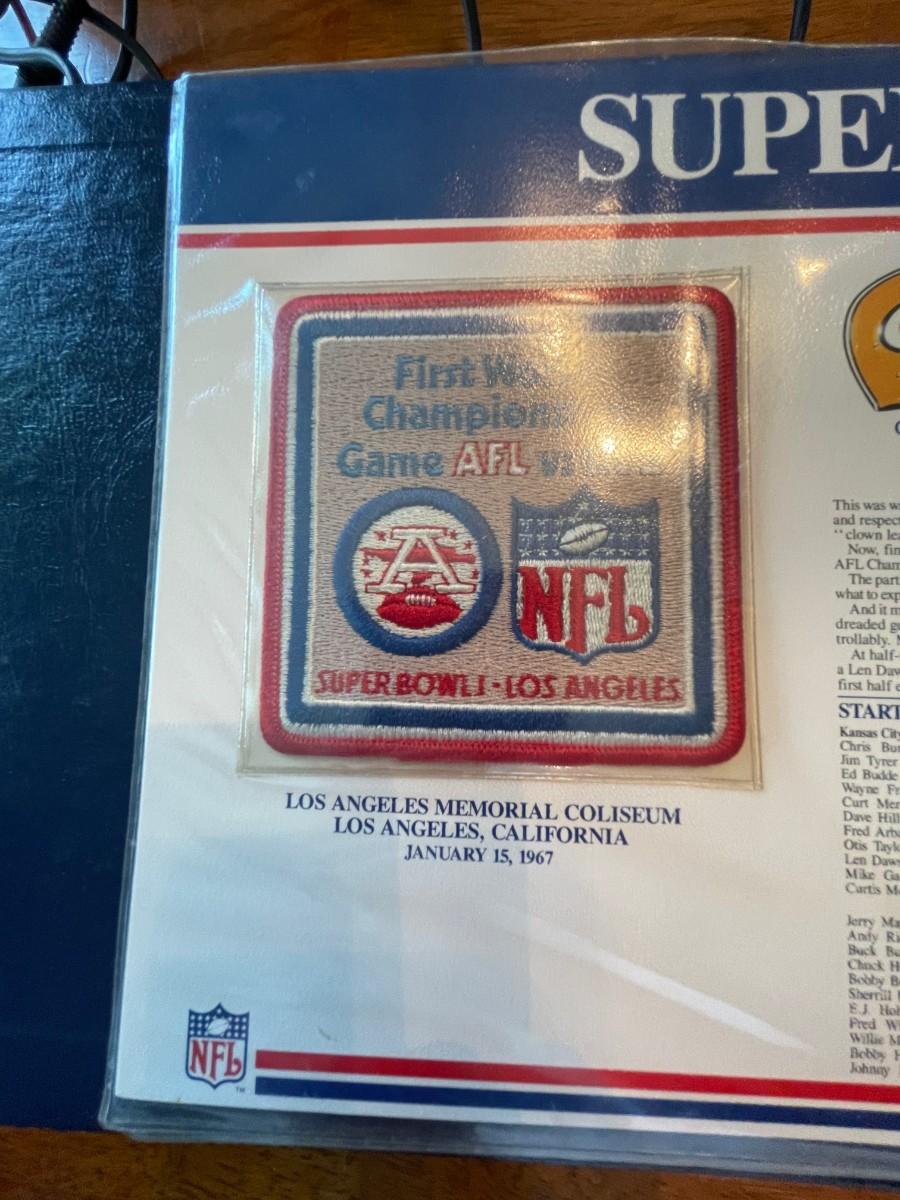 SUPE
First
Champion
Game AFL
A
NFL
SUPER BOWL I - LOS ANGELES
LOS ANGELES MEMORIAL COLISEUM
LOS ANGELES, CALIFORNIA
JANUARY 15, 1967
NFL
TM
This was w
and respect
"clown lea
Now, fin
AFL Cham
The part
what to exp
And it m
dreaded g
trollably.
At half-
a Len Daw
first half e
START
Kansas City
Chris Bu
Jim Tyrer
Ed Budde
Wayne Fr
Curt Mer
Dave Hill
Fred Arb
Otis Tayl
Len Daws
Mike Ga
Curtis M
Jerry Ma
Andy Ri
Buck Bu
Chuck H
Bobby B
Sherrill
E.J. Hol
Fred W
Willie M
Bobby H
Johnny